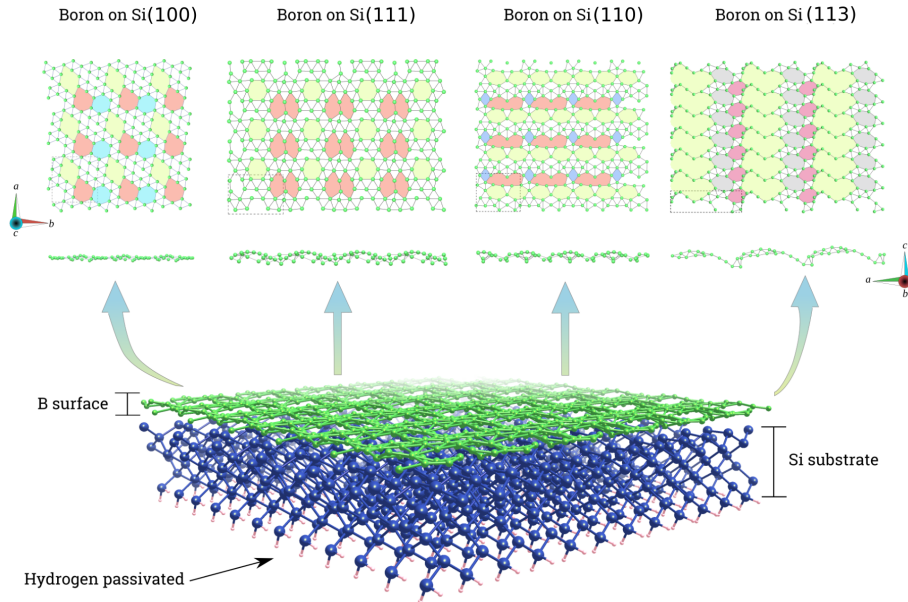 Boron on Si(100)
Boron on Si(111)
Boron on Si(110)
Boron on Si(113)
a
b
c
c
a
b
B surface
Si substrate
Hydrogen passivated